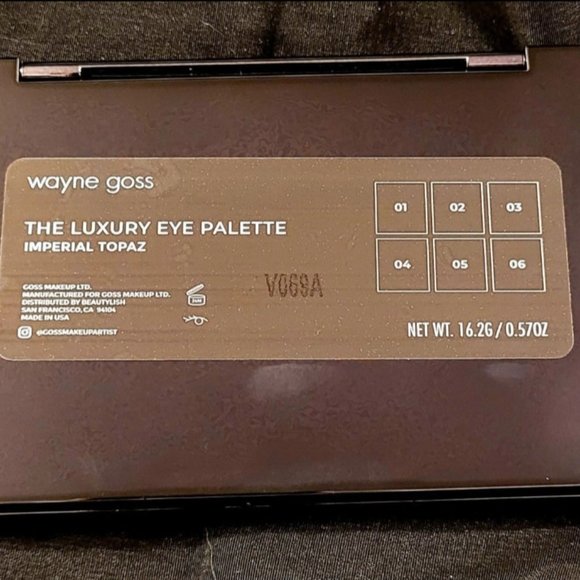 wayne goss
THE LUXURY EYE PALETTE
IMPERIAL TOPAZ
01 02 03
04 05 06
GOSS MAKEUP LTD.
MANUFACTURED FOR GOSS MAKEUP LTD.
DISTRIBUTED BY BEAUTYLISH
SAN FRANCISCO, CA 94104
MADE IN USA
@GOSSMAKEUPARTIST
V069A
NET WT. 16.2G / 0.57OZ